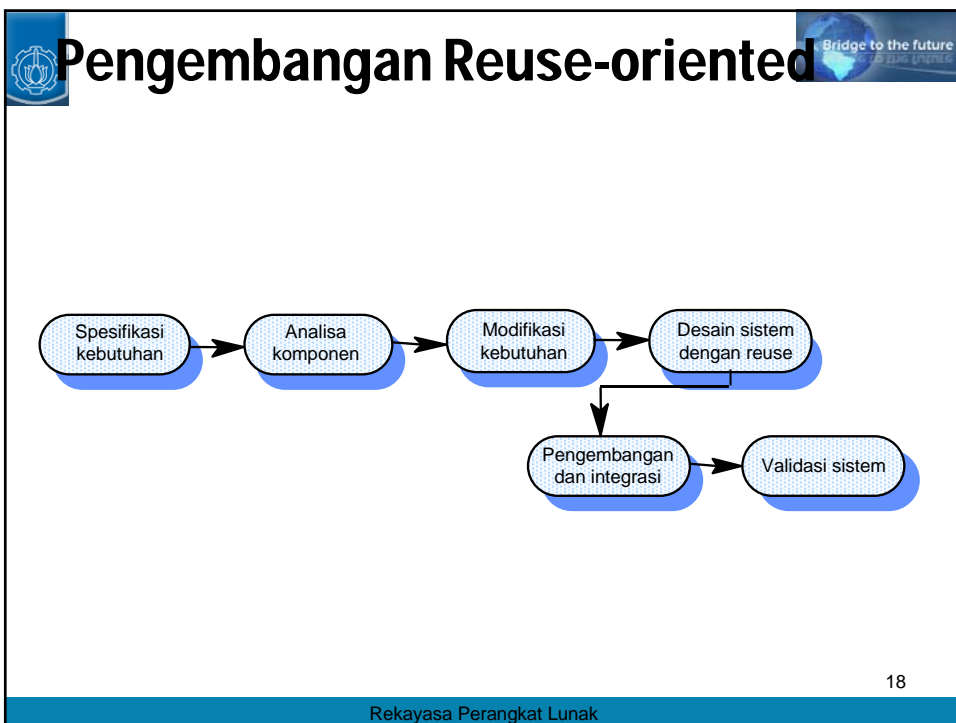 Pengembangan Reuse-oriented
Bridge to the future
Spesifikasi
kebutuhan
Analisa
komponen
Modifikasi
kebutuhan
Desain sistem
dengan reuse
Pengembangan
dan integrasi
Validasi sistem
18
Rekayasa Perangkat Lunak